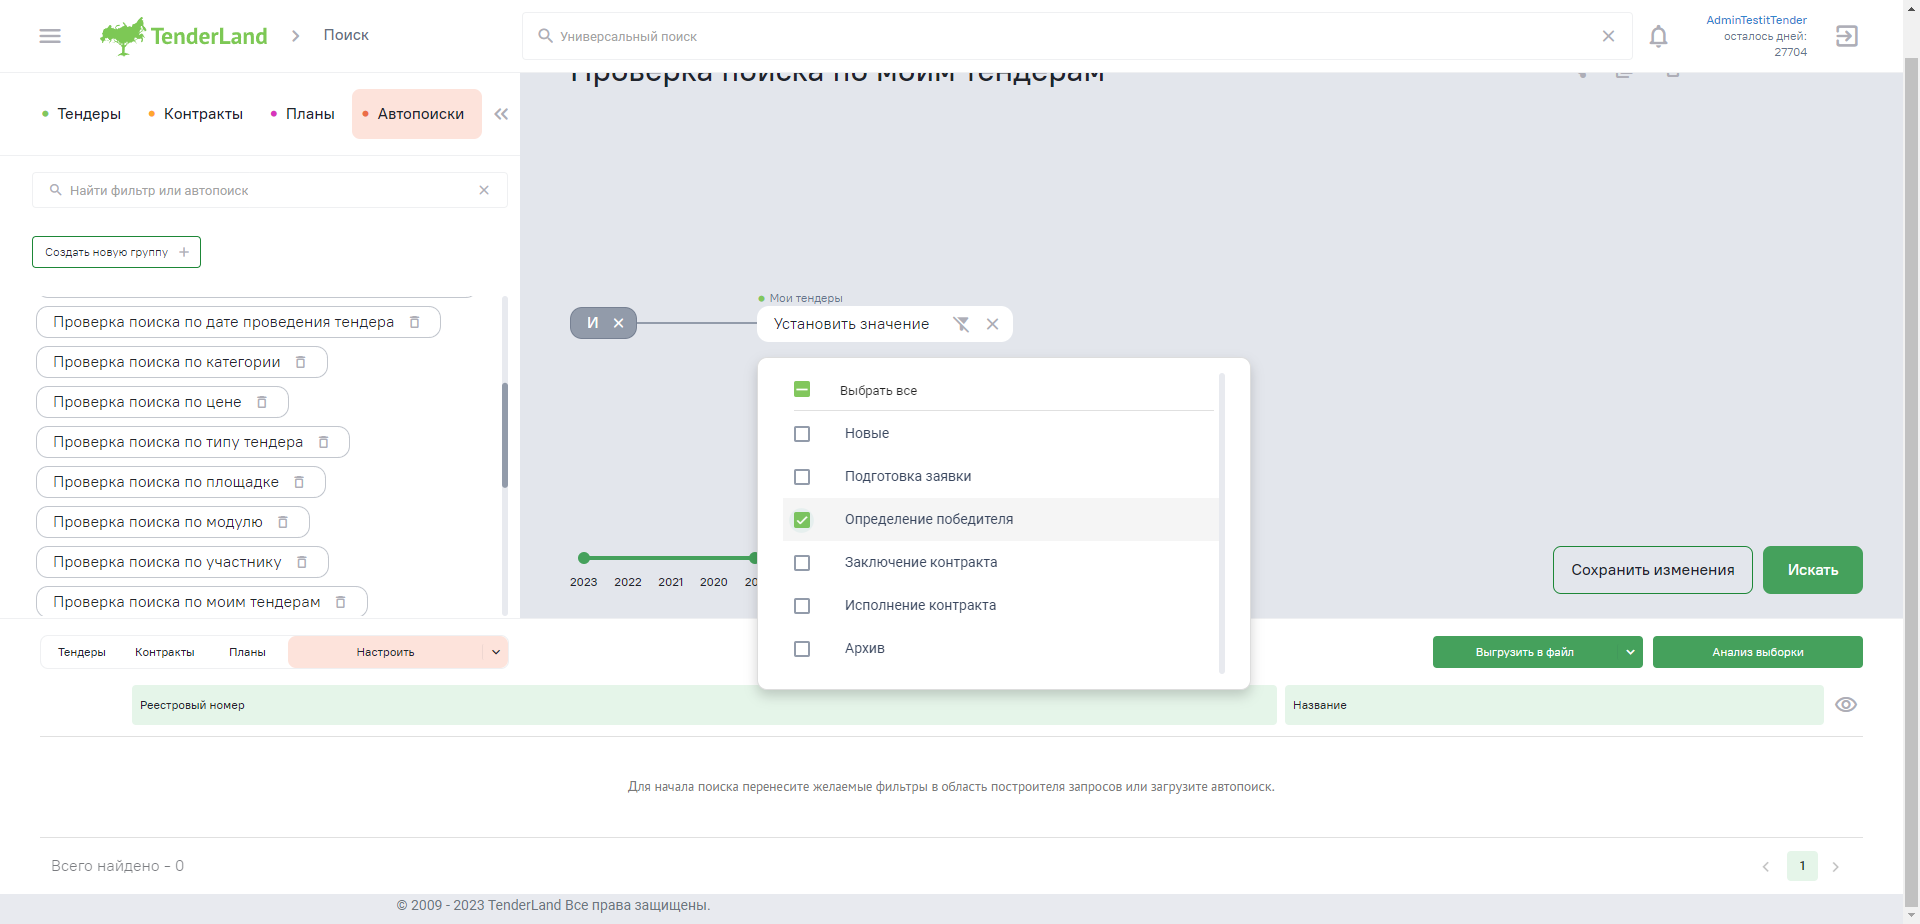 TenderLand
Поиск
Универсальный поиск
AdminTestitTender
осталось дней:
27704
Проверка поиска по моим тендерам
Тендеры
Контракты
Планы
Автопоиски
Найти фильтр или автопоиск
Создать новую группу
Проверка поиска по дате проведения тендера
Проверка поиска по категории
Проверка поиска по цене
Проверка поиска по типу тендера
Проверка поиска по площадке
Проверка поиска по модулю
Проверка поиска по участнику
Проверка поиска по моим тендерам
И
Мои тендеры
Установить значение
Выбрать все
Новые
Подготовка заявки
Определение победителя
Заключение контракта
Исполнение контракта
Архив
2023 2022 2021 2020 20
Сохранить изменения
Искать
Тендеры
Контракты
Планы
Настроить
Выгрузить в файл
Анализ выборки
Реестровый номер
Название
Для начала поиска перенесите желаемые фильтры в область построителя запросов или загрузите автопоиск.
Всего найдено - 0
1
© 2009 - 2023 TenderLand Все права защищены.